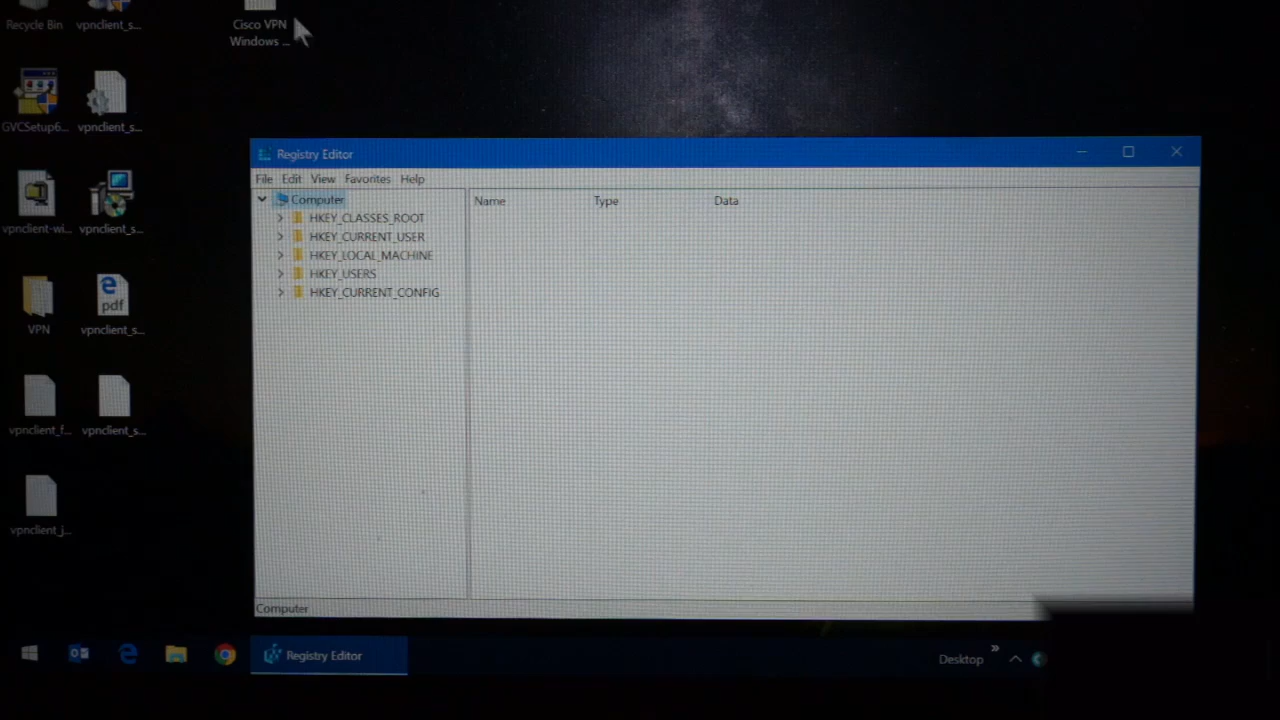 Recycle Bin
vpnclient_s...
Cisco VPN
Windows ...
GVCSetup6...
vpnclient_s...
vpnclient-wi...
vpnclient_s...
VPN
pdf
vpnclient_s...
vpnclient_f...
vpnclient_s...
vpnclient_j...
Registry Editor
File Edit View Favorites Help
Name Type Data
Computer
HKEY_CLASSES_ROOT
HKEY_CURRENT_USER
HKEY_LOCAL_MACHINE
HKEY_USERS
HKEY_CURRENT_CONFIG
Computer
Registry Editor
Desktop